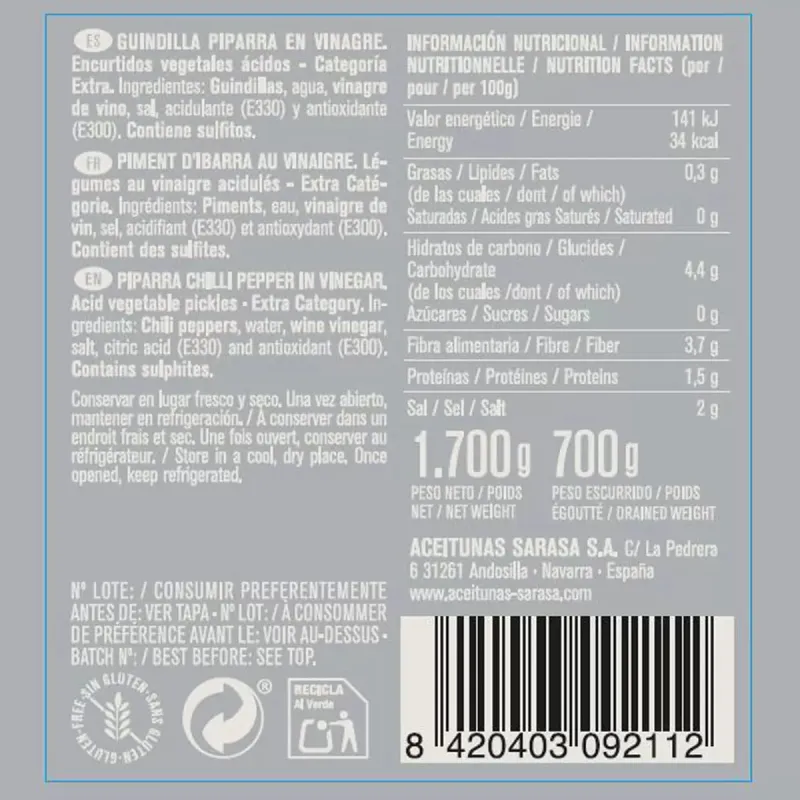 ES GUINDILLA PIPARRA EN VINAGRE.
Encurtidos vegetales ácidos - Categoría
Extra. Ingredientes: Guindillas, agua, vinagre
de vino, sal, acidulante (E330) y antioxidante
(E300). Contiene sulfitos.
FR PIMENT D'IBARRA AU VINAIGRE. Lé-
gumes au vinaigre acidulés - Extra Caté-
gorie. Ingrédients: Piments, eau, vinaigre de
vin, sel, acidifiant (E330) et antioxydant (E300).
Contient des sulfites.
EN PIPARRA CHILLI PEPPER IN VINEGAR.
Acid vegetable pickles - Extra Category. In-
gredients: Chili peppers, water, wine vinegar,
salt, citric acid (E330) and antioxidant (E300).
Contains sulphites.
Conservar en lugar fresco y seco. Una vez abierto,
mantener en refrigeración. / À conserver dans un
endroit frais et sec. Une fois ouvert, conserver au
réfrigérateur. / Store in a cool, dry place. Once
opened, keep refrigerated.
Nº LOTE: / CONSUMIR PREFERENTEMENTE
ANTES DE: VER TAPA - Nº LOT: / À CONSOMMER
DE PRÉFÉRENCE AVANT LE: VOIR AU-DESSUS -
BATCH Nº: / BEST BEFORE: SEE TOP.
SIN GLUTEN-SANS GLUTEN-GLUTEN-FREE-
®
RECICLA
Al Verde
INFORMACIÓN NUTRICIONAL / INFORMATION
NUTRITIONNELLE / NUTRITION FACTS (por /
pour / per 100g)
Valor energético / Energie / 141 kJ
Energy 34 kcal
Grasas / Lipides / Fats 0,3 g
(de las cuales / dont / of which)
Saturadas / Acides gras Saturés / Saturated 0 g
Hidratos de carbono / Glucides /
Carbohydrate 4,4 g
(de los cuales /dont / of which)
Azúcares / Sucres / Sugars 0 g
Fibra alimentaria / Fibre / Fiber 3,7 g
Proteínas / Protéines / Proteins 1,5 g
Sal / Sel / Salt 2 g
1.700g 700g
PESO NETO / POIDS PESO ESCURRIDO / POIDS
NET / NET WEIGHT ÉGOUTTÉ / DRAINED WEIGHT
ACEITUNAS SARASA S.A. C/ La Pedrera
6 31261 Andosilla - Navarra - España
www.aceitunas-sarasa.com
8 420403 092112